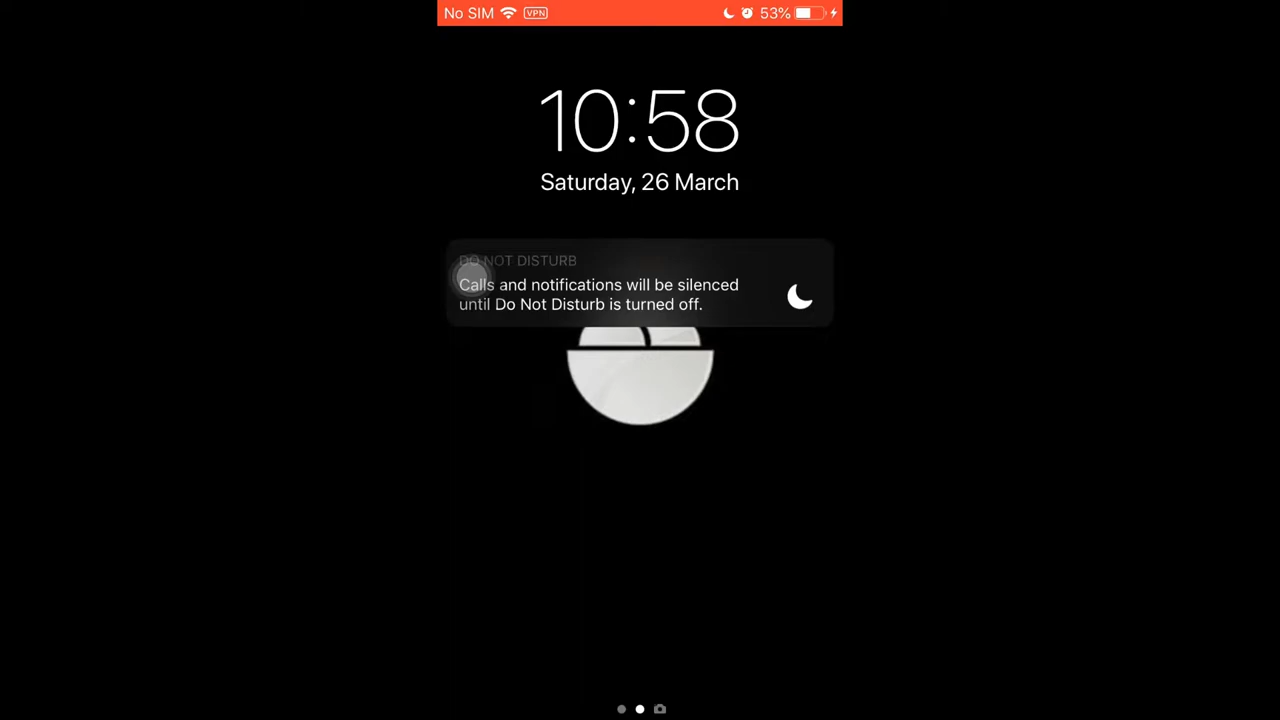 No SIM VPN 53%
10:58
Saturday, 26 March
DO NOT DISTURB
Calls and notifications will be silenced
until Do Not Disturb is turned off.